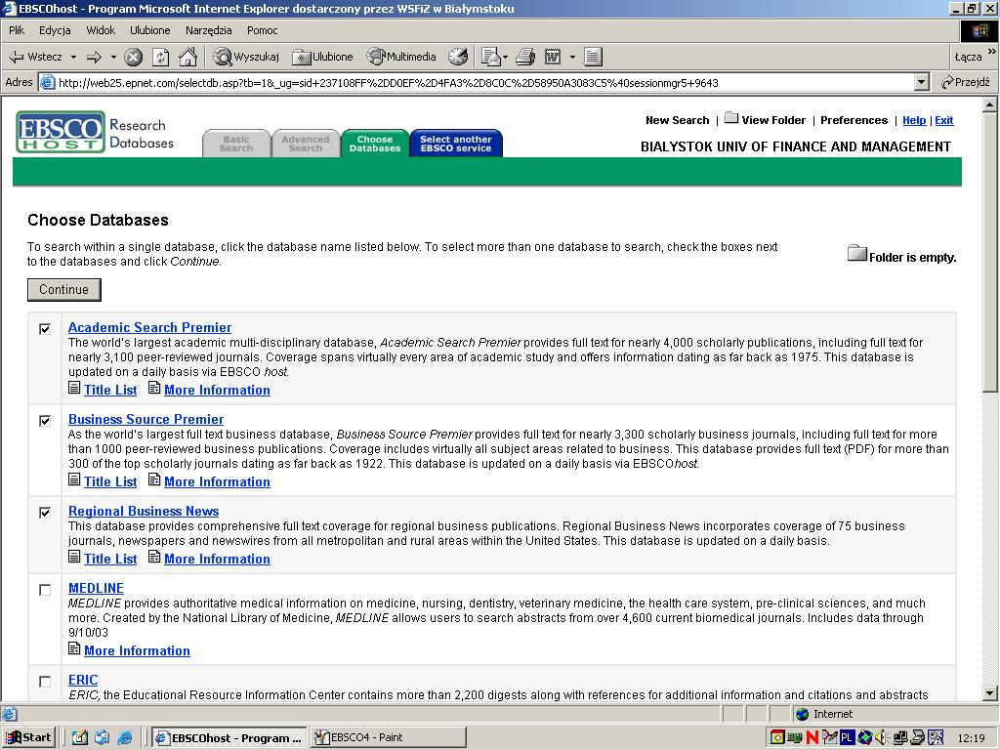 EBSCOhost - Program Microsoft Internet Explorer dostarczony przez WSFiZ w Białymstoku
Plik Edycja Widok Ulubione Narzędzia Pomoc
Wstecz Wyszukaj Ulubione Multimedia Łącza »
Adres http://web25.epnet.com/selectdb.asp?tb=1&_ug=sid+237108FF%2DD0EF%2D4FA3%2D8C0C%2D58950A3083C5%40sessionmgr5+9643 Przejdź
EBSCO HOST Research Databases
Basic Search
Advanced Search
Choose Databases
Select another EBSCO service
New Search | View Folder | Preferences | Help | Exit
BIALYSTOK UNIV OF FINANCE AND MANAGEMENT
Choose Databases
To search within a single database, click the database name listed below. To select more than one database to search, check the boxes next
to the databases and click Continue.
Folder is empty.
Continue
Academic Search Premier
The world's largest academic multi-disciplinary database, Academic Search Premier provides full text for nearly 4,000 scholarly publications, including full text for
nearly 3,100 peer-reviewed journals. Coverage spans virtually every area of academic study and offers information dating as far back as 1975. This database is
updated on a daily basis via EBSCO host.
Title List More Information
Business Source Premier
As the world's largest full text business database, Business Source Premier provides full text for nearly 3,300 scholarly business journals, including full text for more
than 1000 peer-reviewed business publications. Coverage includes virtually all subject areas related to business. This database provides full text (PDF) for more than
300 of the top scholarly journals dating as far back as 1922. This database is updated on a daily basis via EBSCOhost.
Title List More Information
Regional Business News
This database provides comprehensive full text coverage for regional business publications. Regional Business News incorporates coverage of 75 business
journals, newspapers and newswires from all metropolitan and rural areas within the United States. This database is updated on a daily basis.
Title List More Information
MEDLINE
MEDLINE provides authoritative medical information on medicine, nursing, dentistry, veterinary medicine, the health care system, pre-clinical sciences, and much
more. Created by the National Library of Medicine, MEDLINE allows users to search abstracts from over 4,600 current biomedical journals. Includes data through
9/10/03
More Information
ERIC
ERIC, the Educational Resource Information Center contains more than 2,200 digests along with references for additional information and citations and abstracts
Internet
Start EBSCOhost - Program ... EBSCO4 - Paint PL 12:19